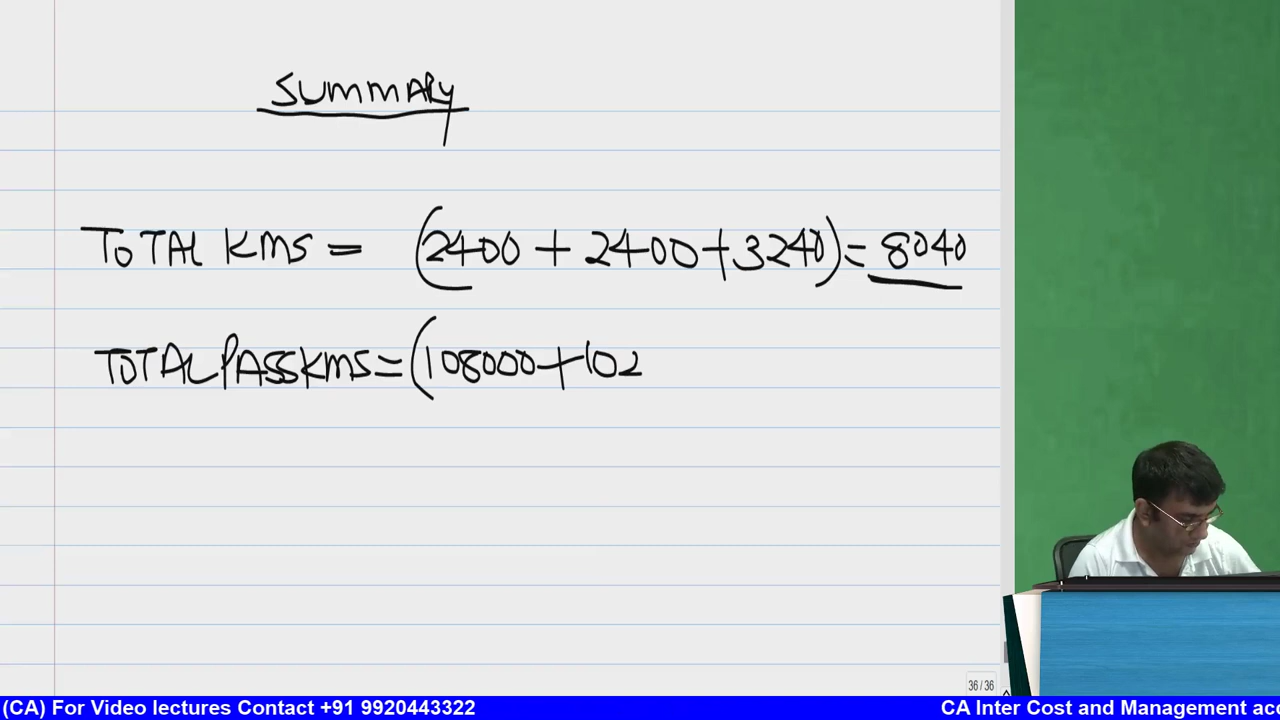 SUMMARY
TOTAL KMS = (2400 + 2400 + 3240) = 8040
TOTAL PASSKMS = (108000 + 102
36 / 36
(CA) For Video lectures Contact +91 9920443322 CA Inter Cost and Management acc